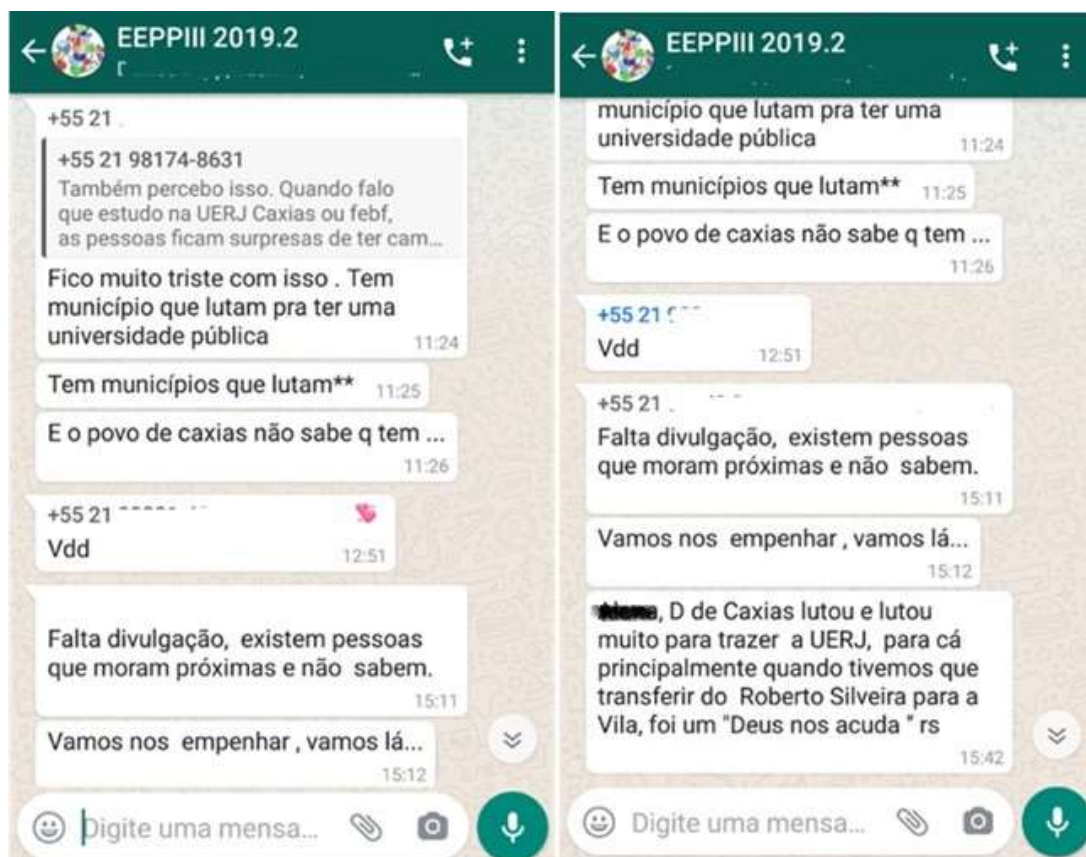 EEPPIII 2019.2
+55 21
+55 21 98174-8631
Também percebo isso. Quando falo
que estudo na UERJ Caxias ou febf,
as pessoas ficam surpresas de ter cam...
Fico muito triste com isso . Tem
município que lutam pra ter uma
universidade pública
11:24
Tem municípios que lutam** 11:25
E o povo de caxias não sabe q tem ...
11:26
+55 21
Vdd 12:51
Falta divulgação, existem pessoas
que moram próximas e não sabem.
15:11
Vamos nos empenhar , vamos lá...
15:12
Digite uma mensa...
EEPPIII 2019.2
município que lutam pra ter uma
universidade pública
11:24
Tem municípios que lutam** 11:25
E o povo de caxias não sabe q tem ...
11:26
+55 21
Vdd 12:51
+55 21
Falta divulgação, existem pessoas
que moram próximas e não sabem.
15:11
Vamos nos empenhar , vamos lá...
15:12
, D de Caxias lutou e lutou
muito para trazer a UERJ, para cá
principalmente quando tivemos que
transferir do Roberto Silveira para a
Vila, foi um "Deus nos acuda " rs
15:42
Digite uma mensa...